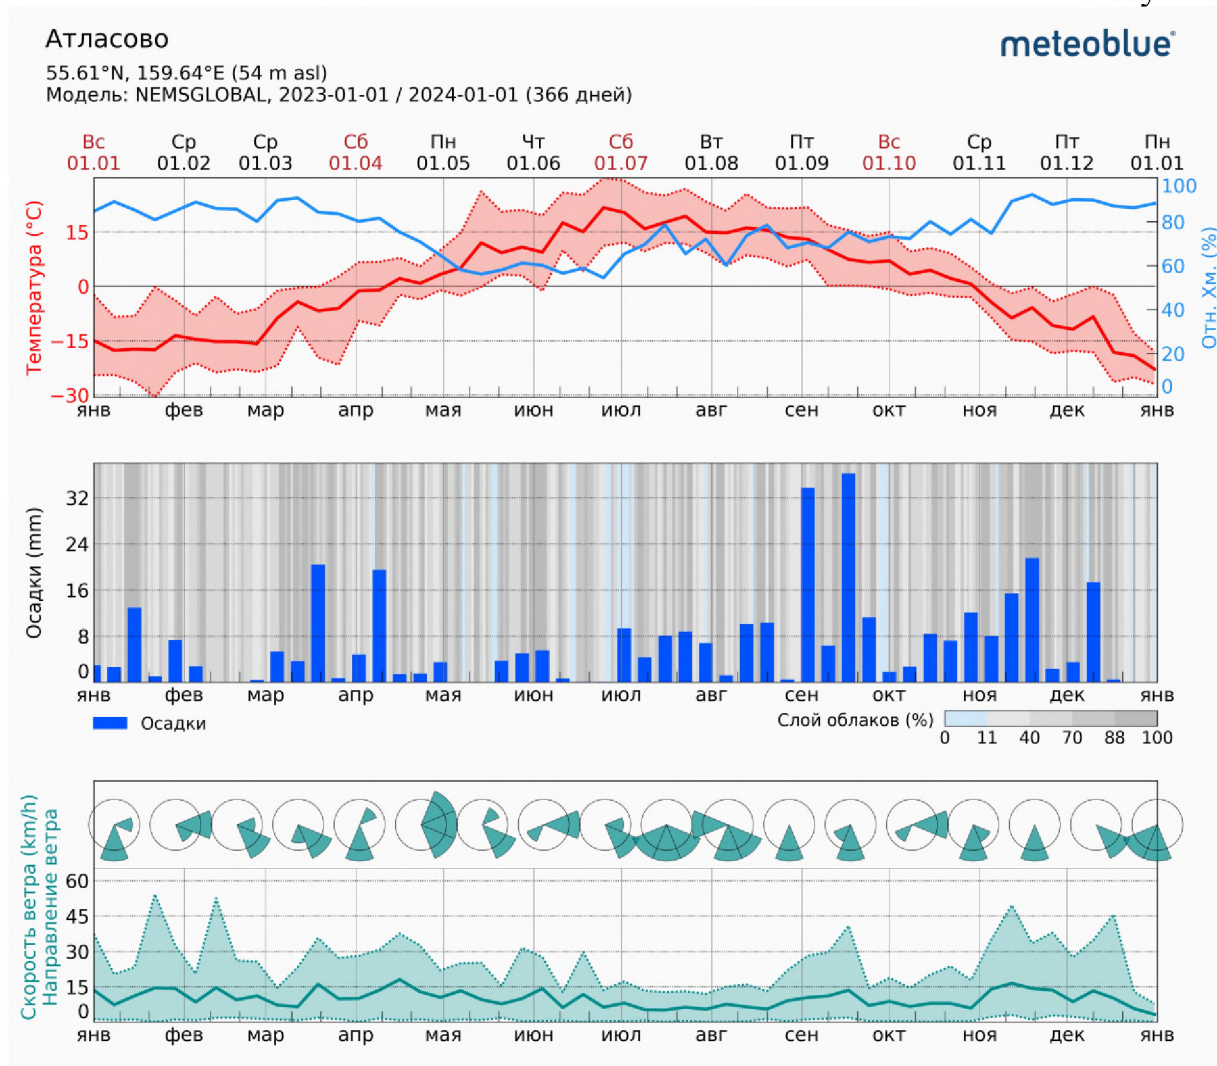 Атласово
meteoblue®
55.61°N, 159.64°E (54 m asl)
Модель: NEMSGLOBAL, 2023-01-01 / 2024-01-01 (366 дней)
Вс Ср Ср Сб Пн Чт Сб Вт Пт Вс Ср Пт Пн
01.01 01.02 01.03 01.04 01.05 01.06 01.07 01.08 01.09 01.10 01.11 01.12 01.01
Температура (°C)
15
0
−15
−30
100
80
60
40
20
0
Отн. Хм. (%)
янв фев мар апр мая июн июл авг сен окт ноя дек янв
Осадки (mm)
32
24
16
8
0
янв фев мар апр мая июн июл авг сен окт ноя дек янв
Осадки
Слой облаков (%)
0 11 40 70 88 100
Скорость ветра (km/h)
Направление ветра
60
45
30
15
0
янв фев мар апр мая июн июл авг сен окт ноя дек янв